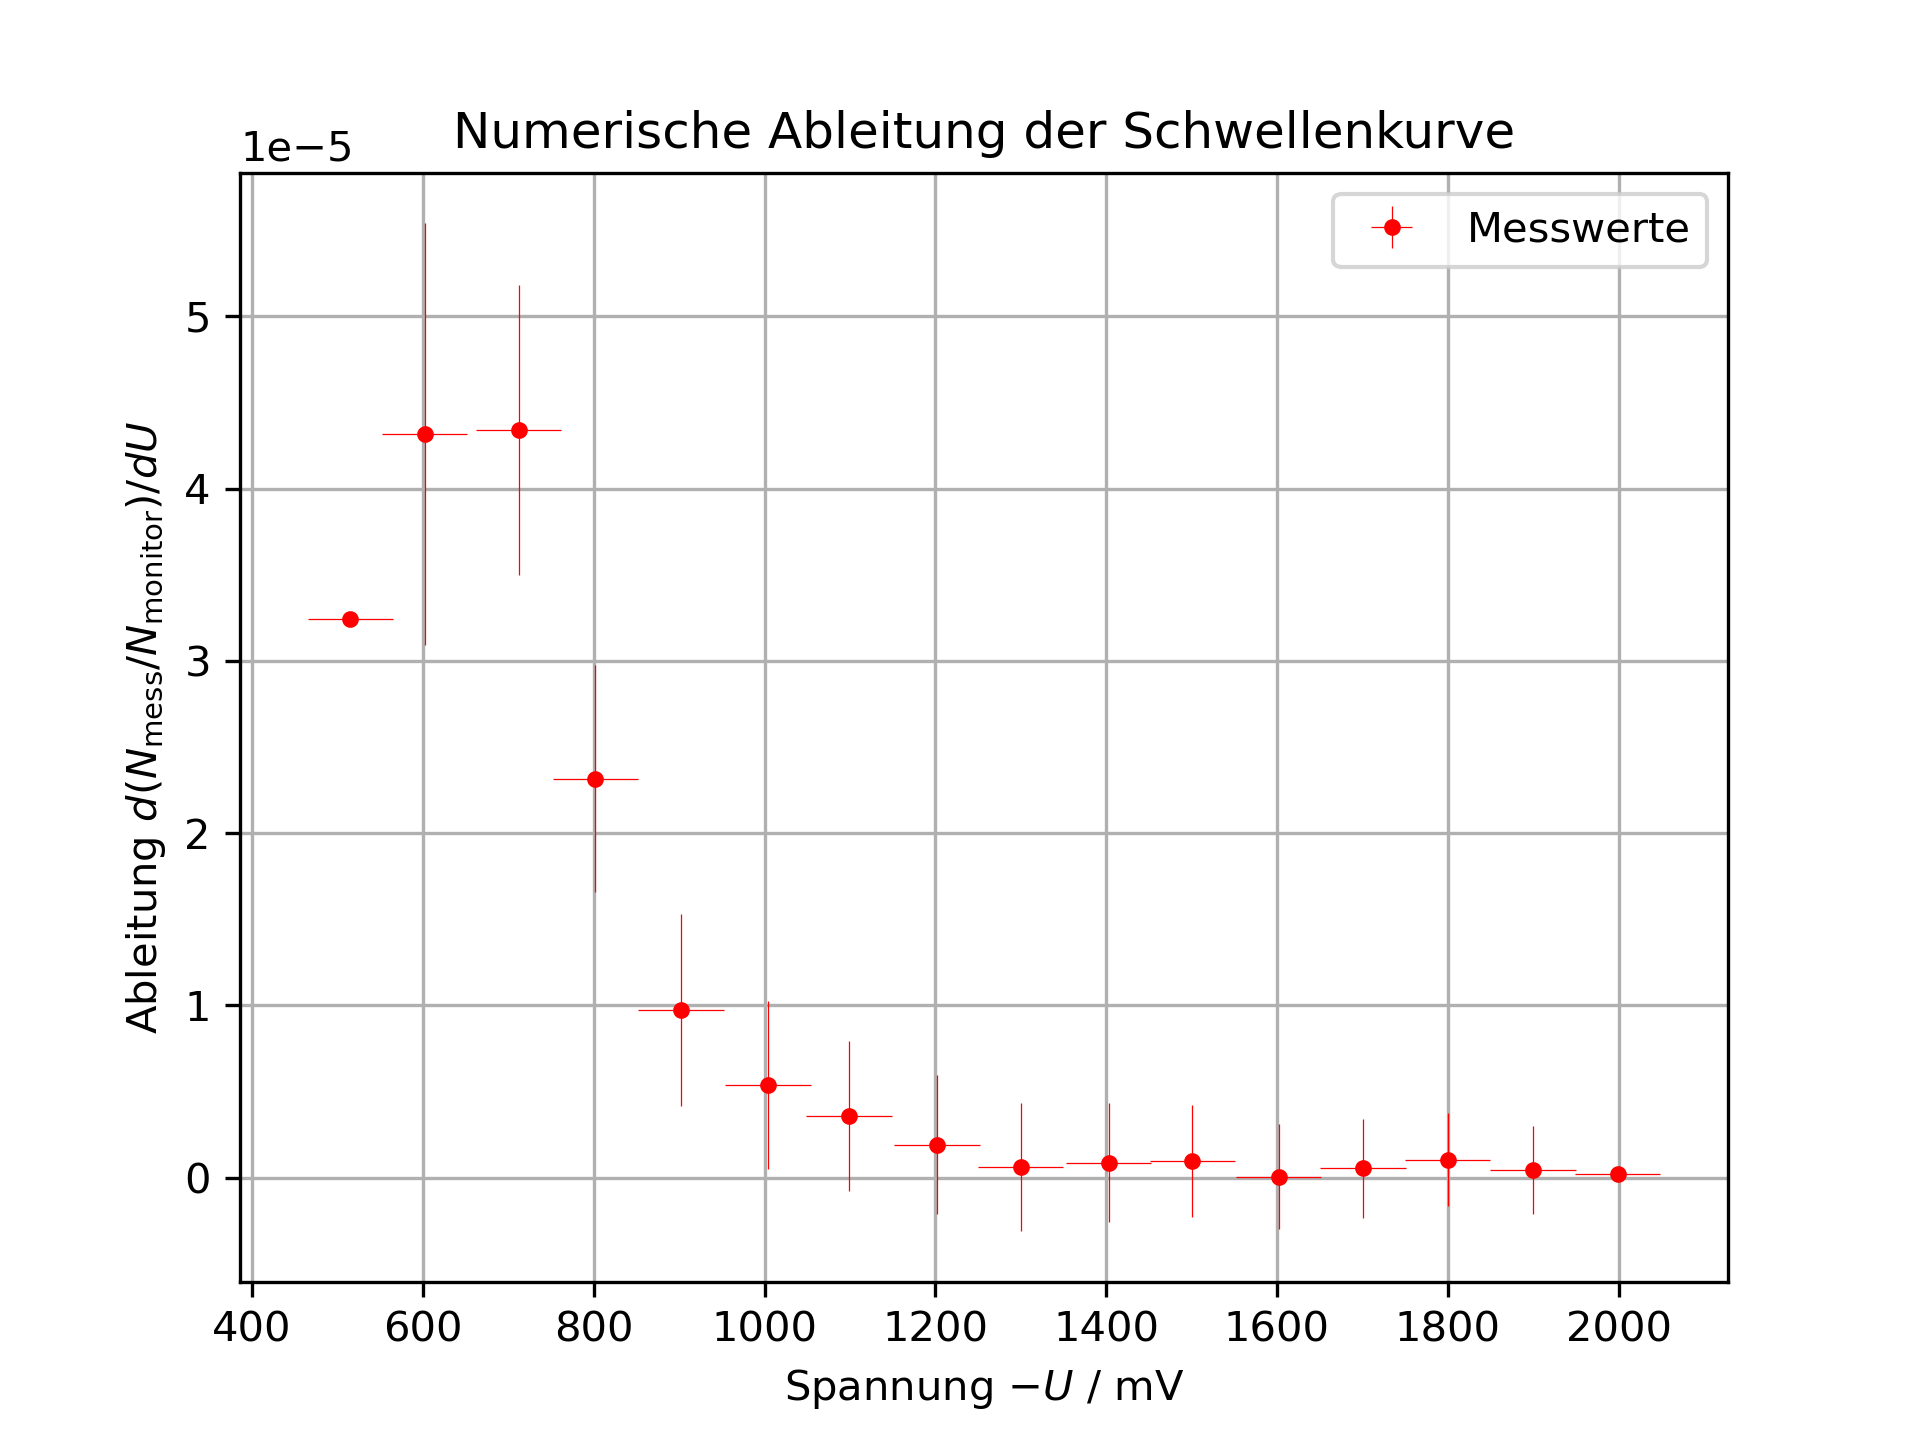 Numerische Ableitung der Schwellenkurve
1e−5
Messwerte
5
4
3
2
1
0
Ableitung d(N_mess/N_monitor)/dU
400 600 800 1000 1200 1400 1600 1800 2000
Spannung −U / mV